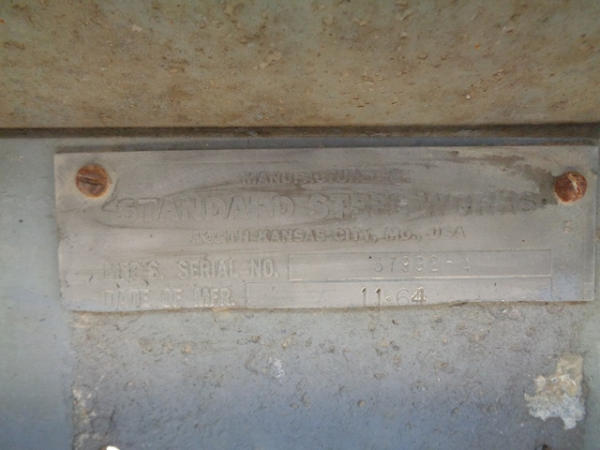 MANUFACTURED BY
STANDARD STEEL WORKS
NORTH KANSAS CITY, MO., USA
MFR'S. SERIAL NO.
DATE OF MFR. 11-64